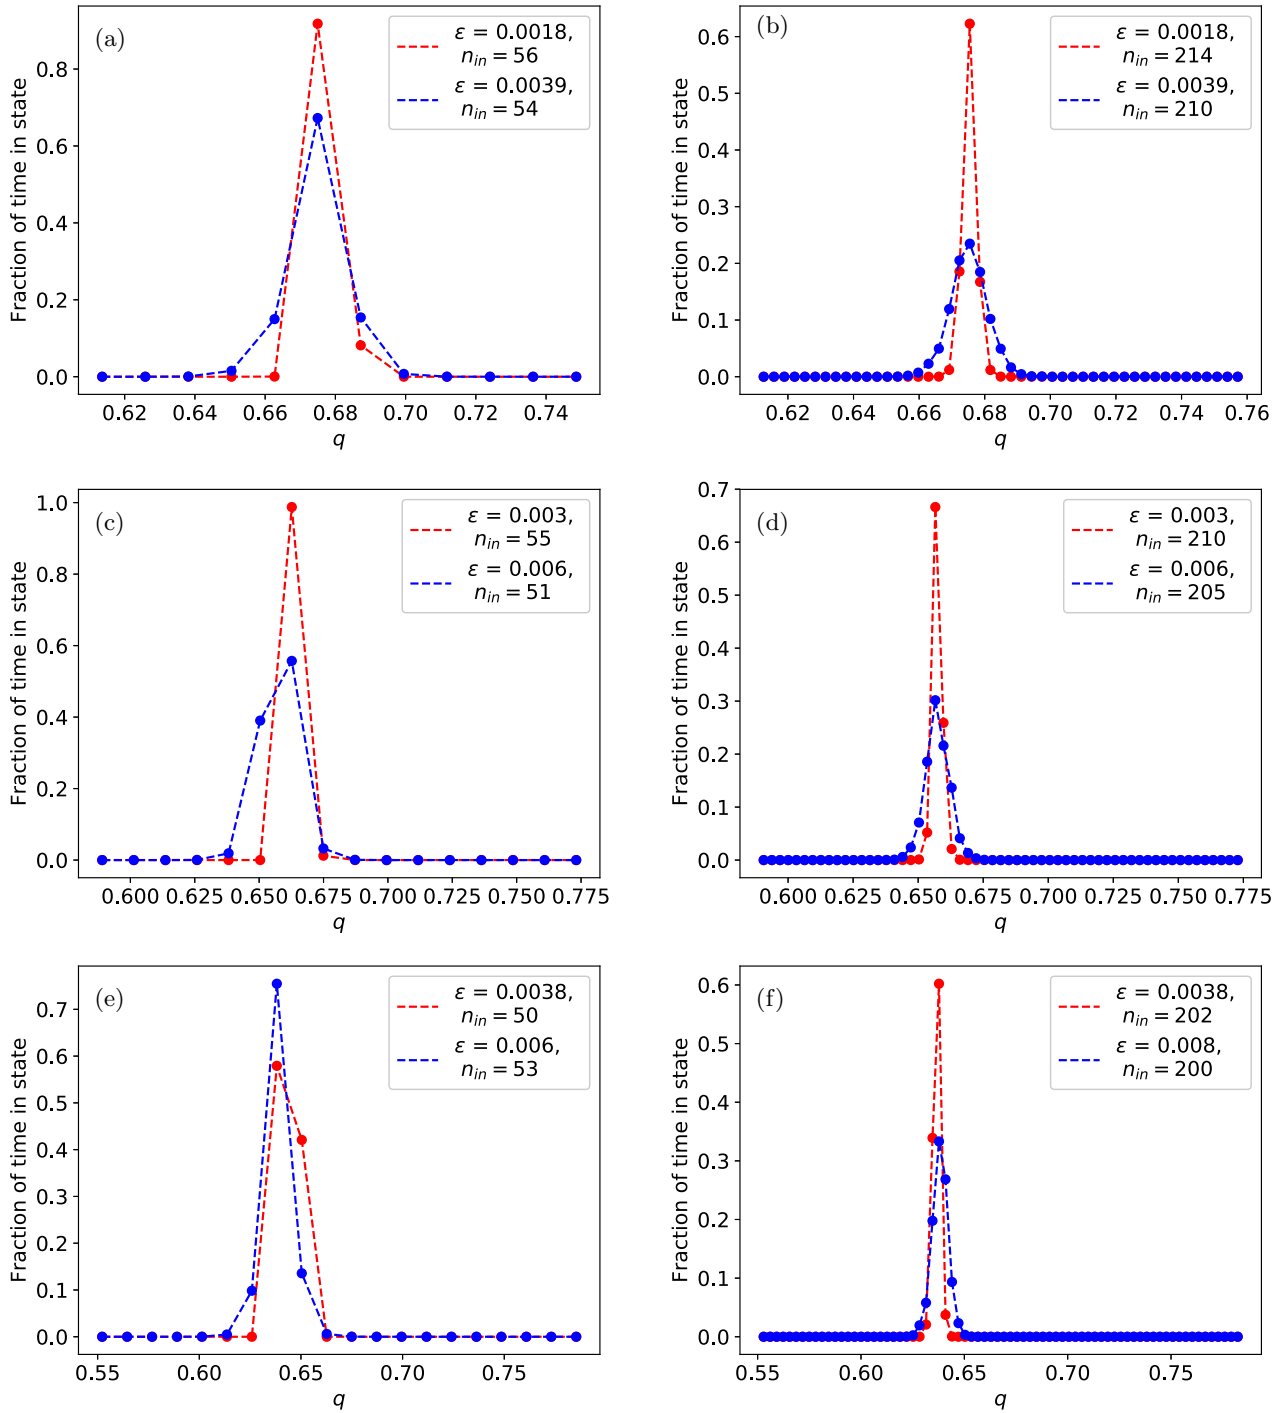 (a)
ε = 0.0018,
n_in = 56
ε = 0.0039,
n_in = 54
Fraction of time in state
0.8
0.6
0.4
0.2
0.0
0.62 0.64 0.66 0.68 0.70 0.72 0.74
q
(b)
ε = 0.0018,
n_in = 214
ε = 0.0039,
n_in = 210
Fraction of time in state
0.6
0.5
0.4
0.3
0.2
0.1
0.0
0.62 0.64 0.66 0.68 0.70 0.72 0.74 0.76
q
(c)
ε = 0.003,
n_in = 55
ε = 0.006,
n_in = 51
Fraction of time in state
1.0
0.8
0.6
0.4
0.2
0.0
0.600 0.625 0.650 0.675 0.700 0.725 0.750 0.775
q
(d)
ε = 0.003,
n_in = 210
ε = 0.006,
n_in = 205
Fraction of time in state
0.7
0.6
0.5
0.4
0.3
0.2
0.1
0.0
0.600 0.625 0.650 0.675 0.700 0.725 0.750 0.775
q
(e)
ε = 0.0038,
n_in = 50
ε = 0.006,
n_in = 53
Fraction of time in state
0.7
0.6
0.5
0.4
0.3
0.2
0.1
0.0
0.55 0.60 0.65 0.70 0.75
q
(f)
ε = 0.0038,
n_in = 202
ε = 0.008,
n_in = 200
Fraction of time in state
0.6
0.5
0.4
0.3
0.2
0.1
0.0
0.55 0.60 0.65 0.70 0.75
q